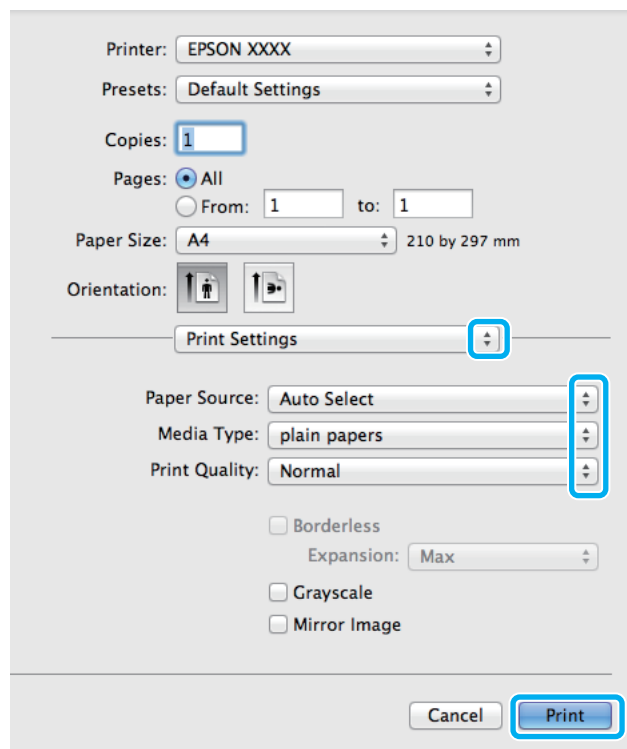 Printer: EPSON XXXX
Presets: Default Settings
Copies: 1
Pages: All
From: 1 to: 1
Paper Size: A4 210 by 297 mm
Orientation:
Print Settings
Paper Source: Auto Select
Media Type: plain papers
Print Quality: Normal
Borderless
Expansion: Max
Grayscale
Mirror Image
Cancel Print